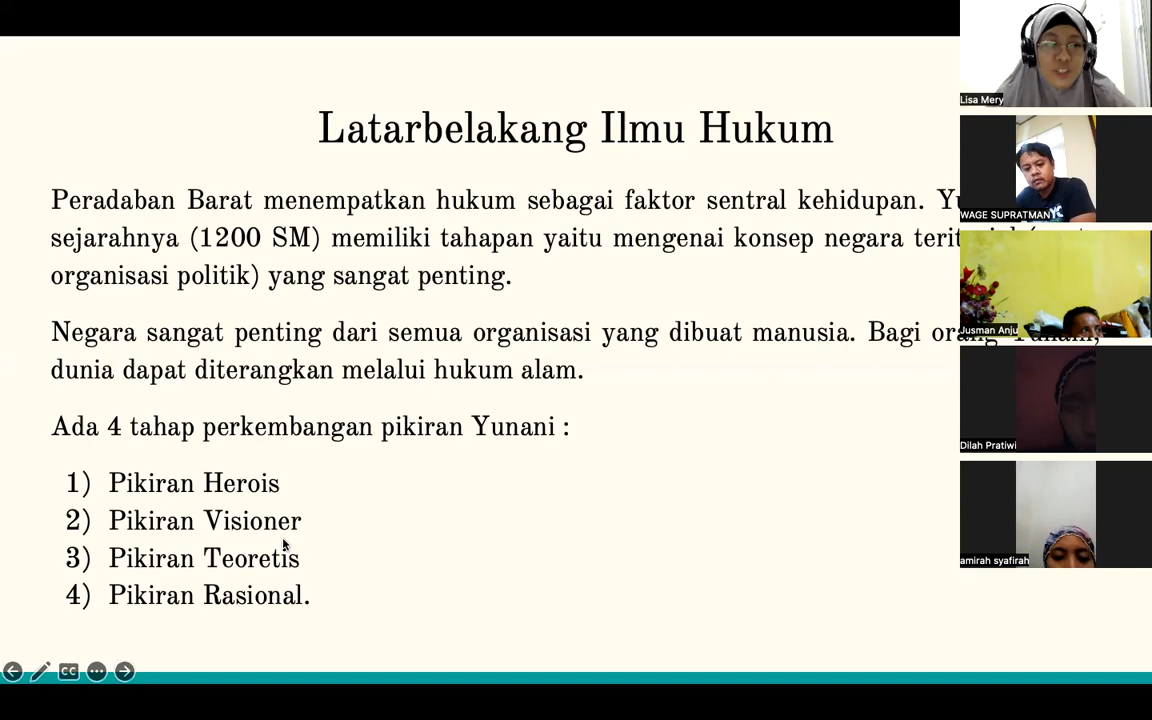 Latarbelakang Ilmu Hukum
Peradaban Barat menempatkan hukum sebagai faktor sentral kehidupan.
sejarahnya (1200 SM) memiliki tahapan yaitu mengenai konsep negara
organisasi politik) yang sangat penting.
Negara sangat penting dari semua organisasi yang dibuat manusia. Bagi
dunia dapat diterangkan melalui hukum alam.
Ada 4 tahap perkembangan pikiran Yunani :
1) Pikiran Herois
2) Pikiran Visioner
3) Pikiran Teoretis
4) Pikiran Rasional.
CC
Lisa Mery
WAGE SUPRATMAN
Jusman Anju
Dilah Pratiwi
amirah syafirah